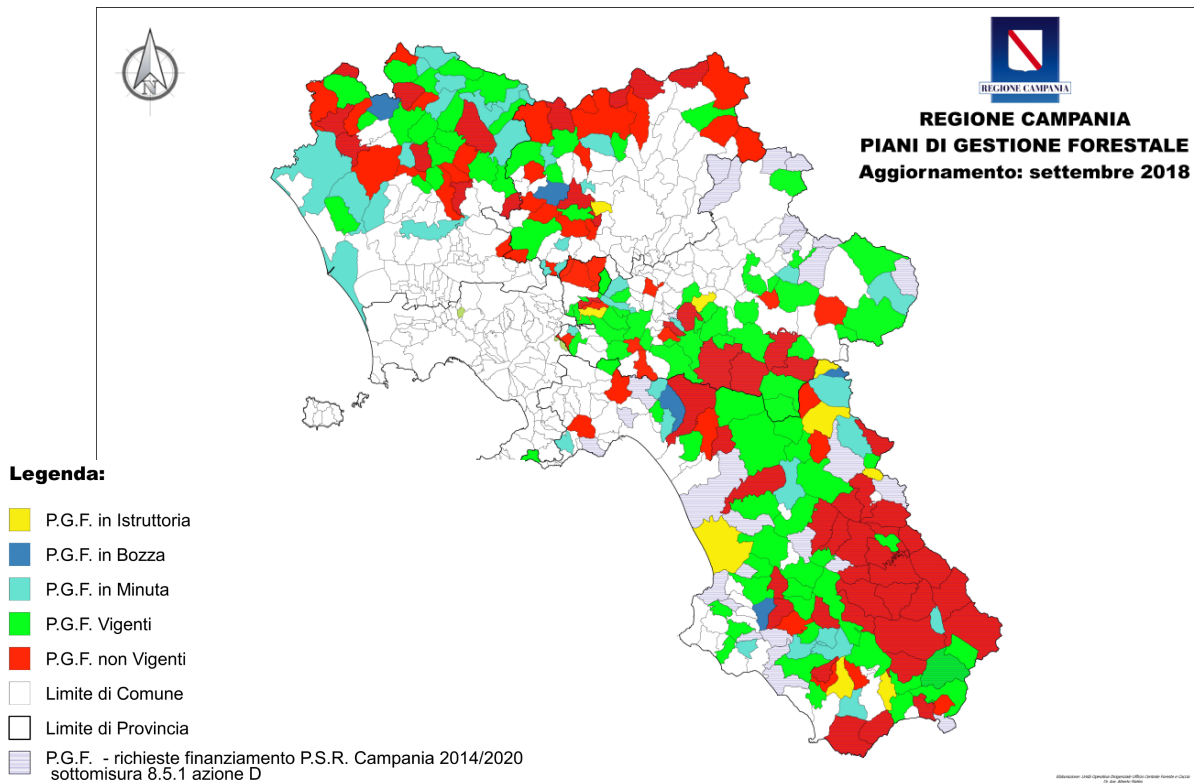 N
REGIONE CAMPANIA
REGIONE CAMPANIA
PIANI DI GESTIONE FORESTALE
Aggiornamento: settembre 2018
Legenda:
P.G.F. in Istruttoria
P.G.F. in Bozza
P.G.F. in Minuta
P.G.F. Vigenti
P.G.F. non Vigenti
Limite di Comune
Limite di Provincia
P.G.F. - richieste finanziamento P.S.R. Campania 2014/2020
sottomisura 8.5.1 azione D